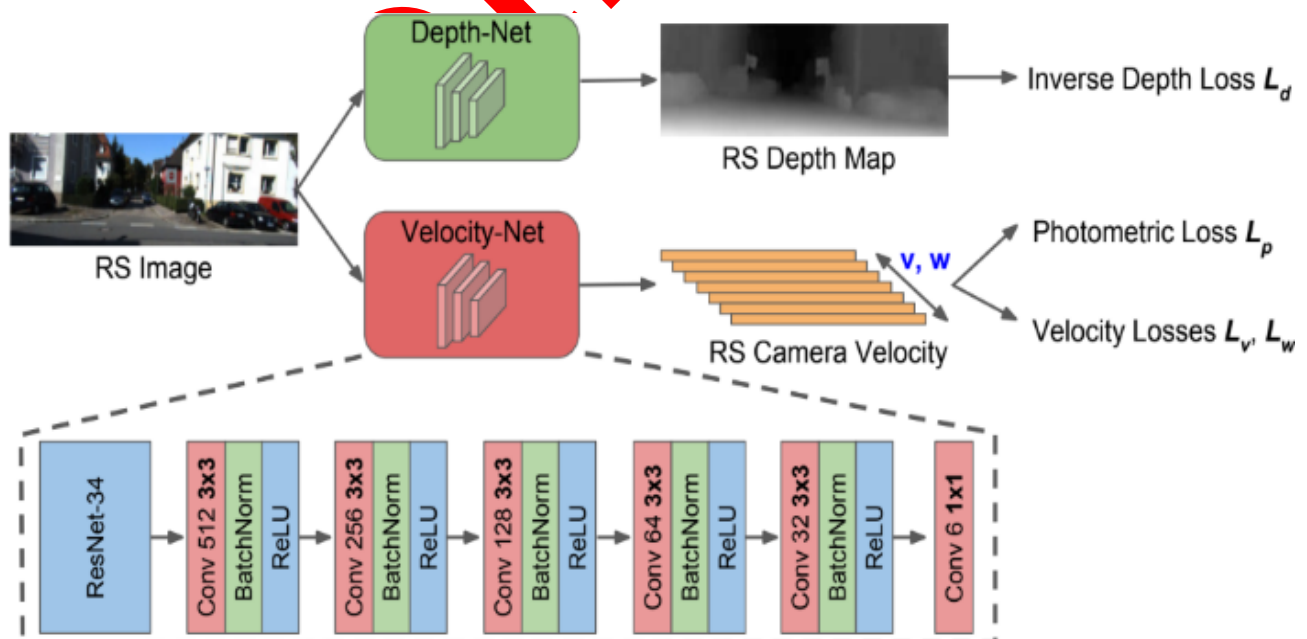 Depth-Net
Inverse Depth Loss L_d
RS Depth Map
RS Image
Velocity-Net
v, w
Photometric Loss L_p
Velocity Losses L_v, L_w
RS Camera Velocity
ResNet-34
Conv 512 3x3
BatchNorm
ReLU
Conv 256 3x3
BatchNorm
ReLU
Conv 128 3x3
BatchNorm
ReLU
Conv 64 3x3
BatchNorm
ReLU
Conv 32 3x3
BatchNorm
ReLU
Conv 6 1x1